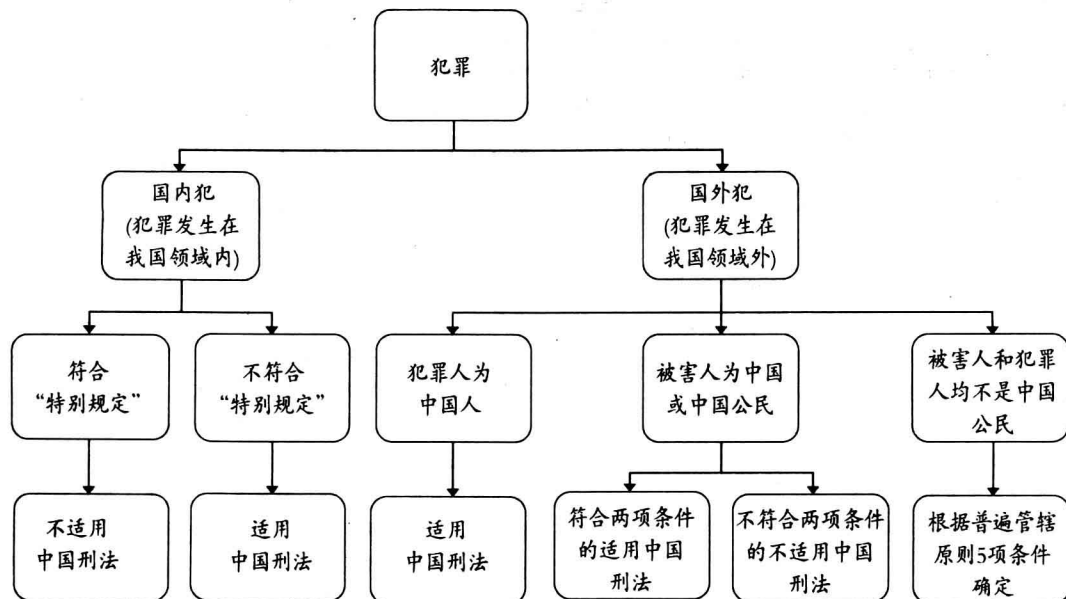 犯罪
国内犯
(犯罪发生在
我国领域内)
国外犯
(犯罪发生在
我国领域外)
符合
“特别规定”
不符合
“特别规定”
犯罪人为
中国人
被害人为中国
或中国公民
被害人和犯罪
人均不是中国
公民
不适用
中国刑法
适用
中国刑法
适用
中国刑法
符合两项条件
的适用中国
刑法
不符合两项条件
的不适用中国
刑法
根据普遍管辖
原则5项条件
确定